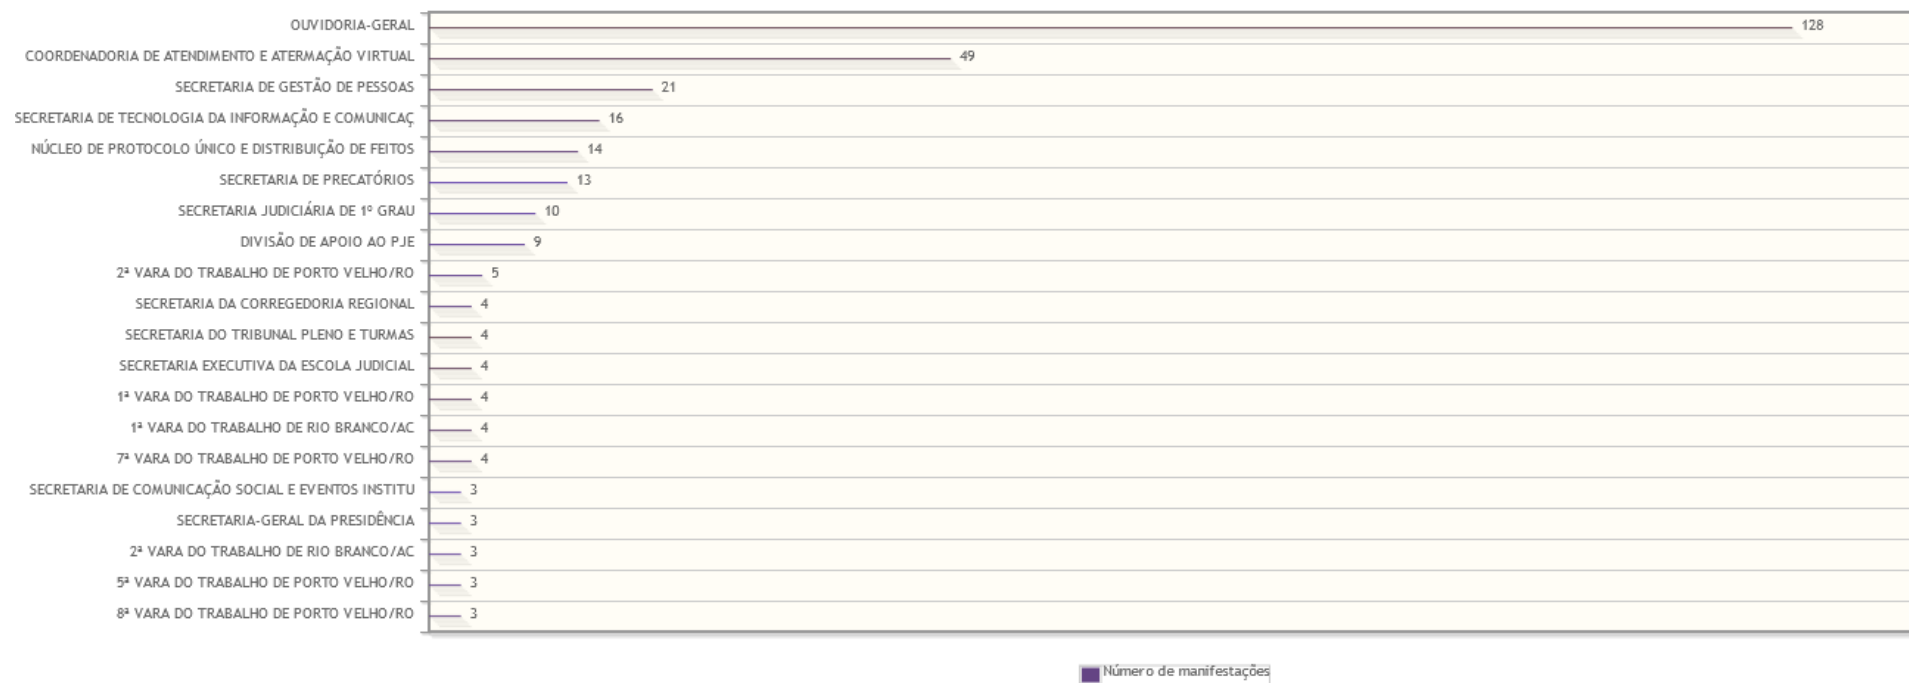 OUVIDORIA-GERAL 128
COORDENADORIA DE ATENDIMENTO E ATERMAÇÃO VIRTUAL 49
SECRETARIA DE GESTÃO DE PESSOAS 21
SECRETARIA DE TECNOLOGIA DA INFORMAÇÃO E COMUNICAÇ 16
NÚCLEO DE PROTOCOLO ÚNICO E DISTRIBUIÇÃO DE FEITOS 14
SECRETARIA DE PRECATÓRIOS 13
SECRETARIA JUDICIÁRIA DE 1º GRAU 10
DIVISÃO DE APOIO AO PJE 9
2ª VARA DO TRABALHO DE PORTO VELHO/RO 5
SECRETARIA DA CORREGEDORIA REGIONAL 4
SECRETARIA DO TRIBUNAL PLENO E TURMAS 4
SECRETARIA EXECUTIVA DA ESCOLA JUDICIAL 4
1ª VARA DO TRABALHO DE PORTO VELHO/RO 4
1ª VARA DO TRABALHO DE RIO BRANCO/AC 4
7ª VARA DO TRABALHO DE PORTO VELHO/RO 4
SECRETARIA DE COMUNICAÇÃO SOCIAL E EVENTOS INSTITU 3
SECRETARIA-GERAL DA PRESIDÊNCIA 3
2ª VARA DO TRABALHO DE RIO BRANCO/AC 3
5ª VARA DO TRABALHO DE PORTO VELHO/RO 3
8ª VARA DO TRABALHO DE PORTO VELHO/RO 3
Número de manifestações